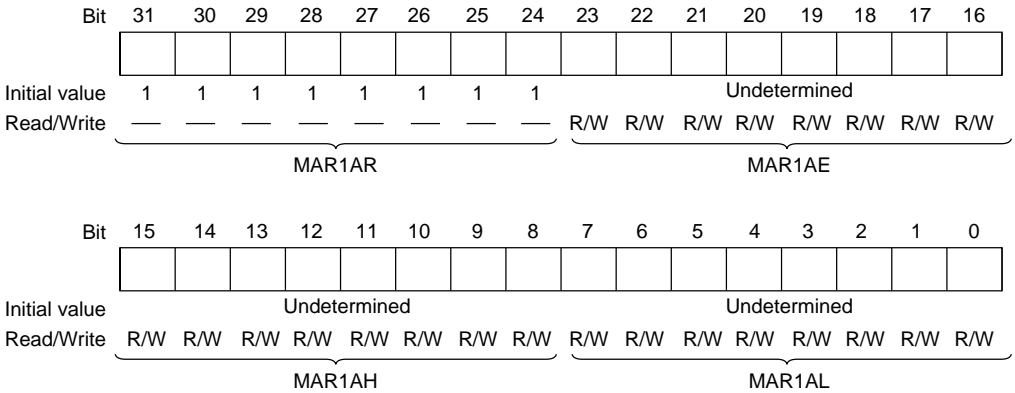 Bit 31 30 29 28 27 26 25 24 23 22 21 20 19 18 17 16
Initial value 1 1 1 1 1 1 1 1 Undetermined
Read/Write — — — — — — — — R/W R/W R/W R/W R/W R/W R/W R/W
MAR1AR MAR1AE
Bit 15 14 13 12 11 10 9 8 7 6 5 4 3 2 1 0
Initial value Undetermined Undetermined
Read/Write R/W R/W R/W R/W R/W R/W R/W R/W R/W R/W R/W R/W R/W R/W R/W R/W
MAR1AH MAR1AL